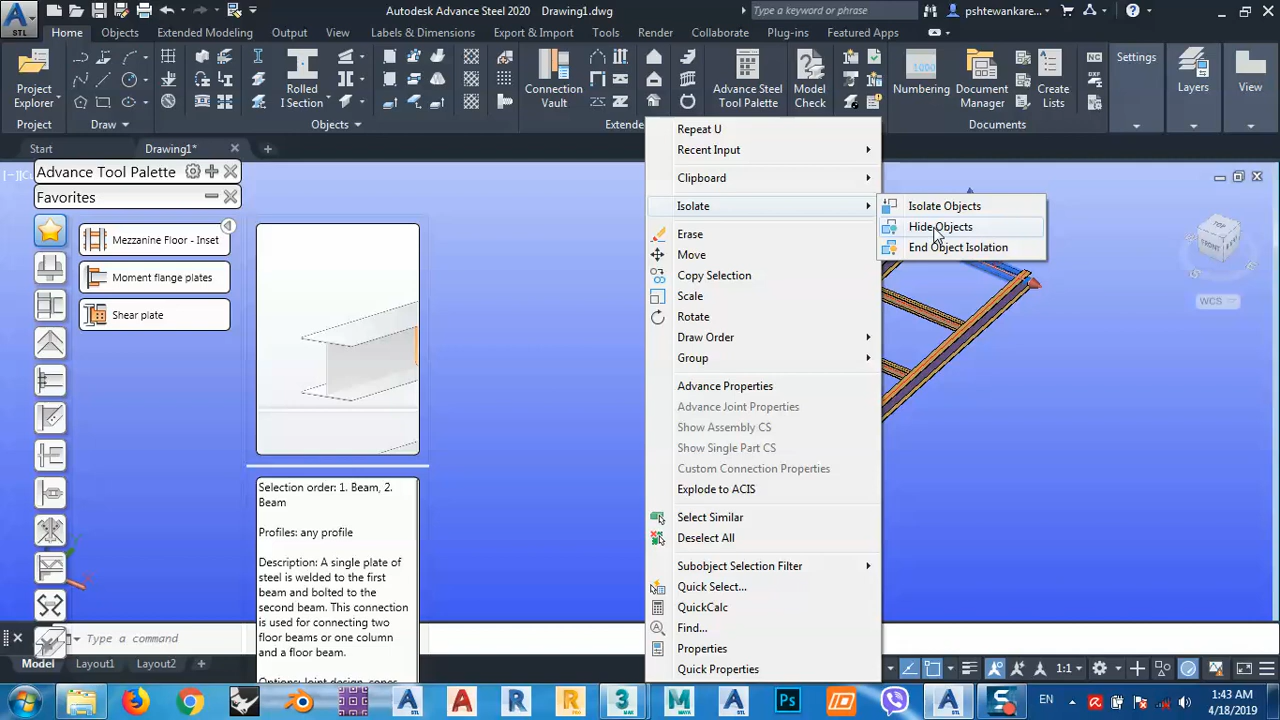 STL
Autodesk Advance Steel 2020 Drawing1.dwg
Type a keyword or phrase
pshtewankare...
Home Objects Extended Modeling Output View Labels & Dimensions Export & Import Tools Render Collaborate Plug-ins Featured Apps
Project Explorer
Rolled I Section
Connection Vault
Advance Steel Tool Palette
Model Check
Numbering
Document Manager
Create Lists
Settings
Layers
View
Project Draw Objects Extende Documents
Start Drawing1*
Advance Tool Palette
Favorites
Mezzanine Floor - Inset
Moment flange plates
Shear plate
Selection order: 1. Beam, 2.
Beam
Profiles: any profile
Description: A single plate of
steel is welded to the first
beam and bolted to the
second beam. This connection
is used for connecting two
floor beams or one column
and a floor beam.
Repeat U
Recent Input
Clipboard
Isolate
Erase
Move
Copy Selection
Scale
Rotate
Draw Order
Group
Advance Properties
Advance Joint Properties
Show Assembly CS
Show Single Part CS
Custom Connection Properties
Explode to ACIS
Select Similar
Deselect All
Subobject Selection Filter
Quick Select...
QuickCalc
Find...
Properties
Quick Properties
Isolate Objects
Hide Objects
End Object Isolation
FRONT
WCS
Type a command
Model Layout1 Layout2
1:1
EN
1:43 AM
4/18/2019